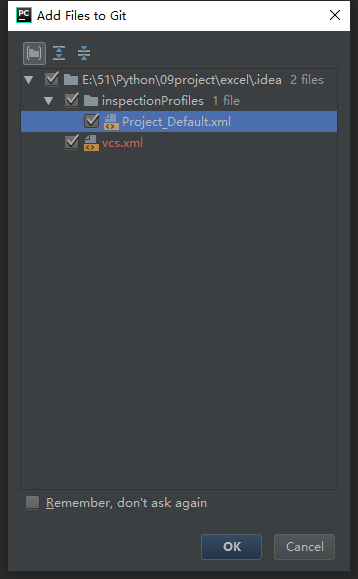 PC Add Files to Git
E:\51\Python\09project\excel\.idea 2 files
inspectionProfiles 1 file
Project_Default.xml
vcs.xml
Remember, don't ask again
OK Cancel